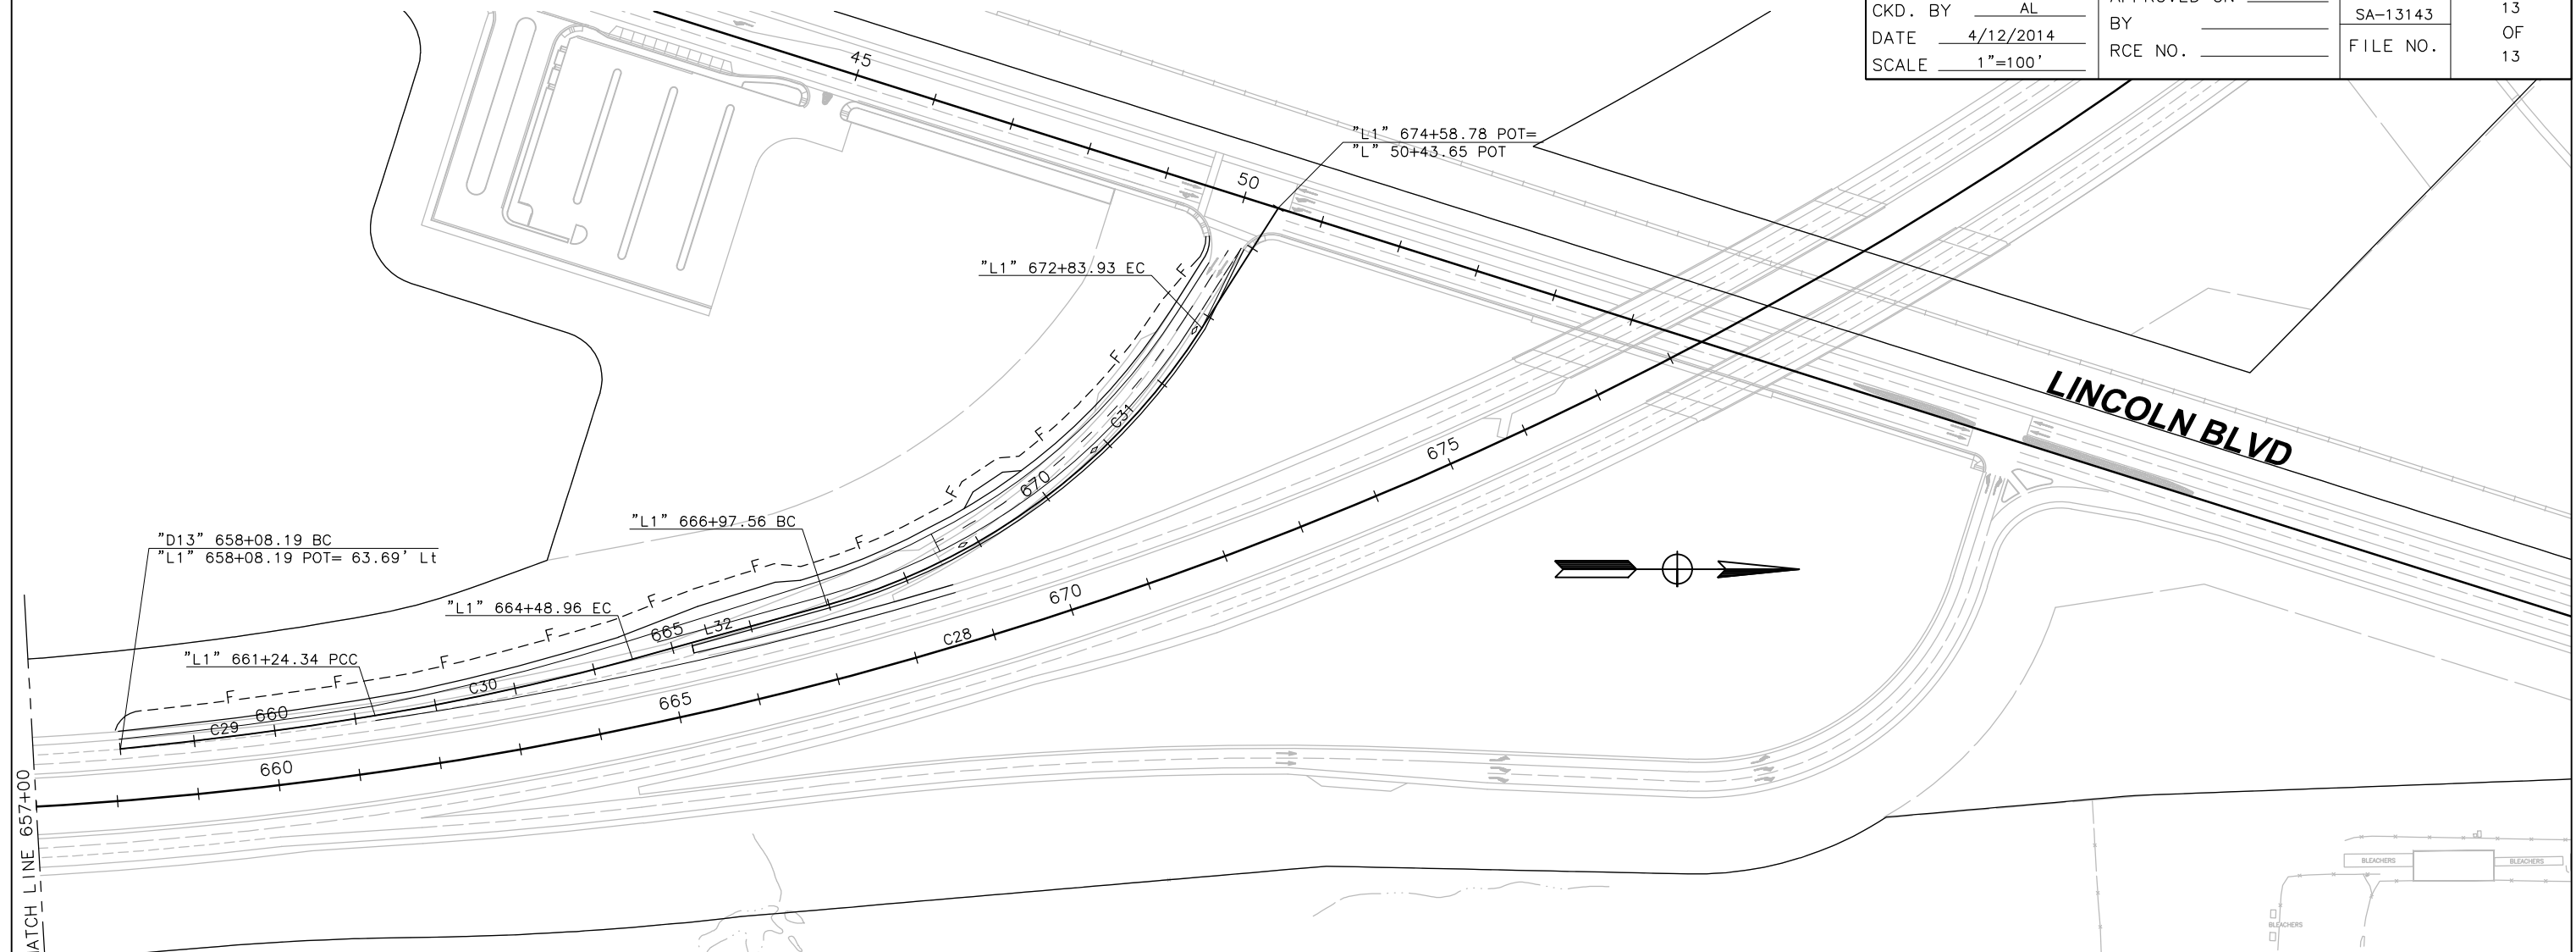 CKD. BY AL
DATE 4/12/2014
SCALE 1"=100'
BY
RCE NO.
SA-13143
FILE NO.
13
OF
13
45
"L1" 674+58.78 POT=
"L" 50+43.65 POT
50
"L1" 672+83.93 EC
F
F
F
F
F
C31
LINCOLN BLVD
675
670
"L1" 666+97.56 BC
"D13" 658+08.19 BC
"L1" 658+08.19 POT= 63.69' Lt
F
F
F
F
"L1" 664+48.96 EC
665
L32
670
C28
"L1" 661+24.34 PCC
F
F
F
C30
660
C29
665
660
MATCH LINE 657+00
BLEACHERS
BLEACHERS
BLEACHERS